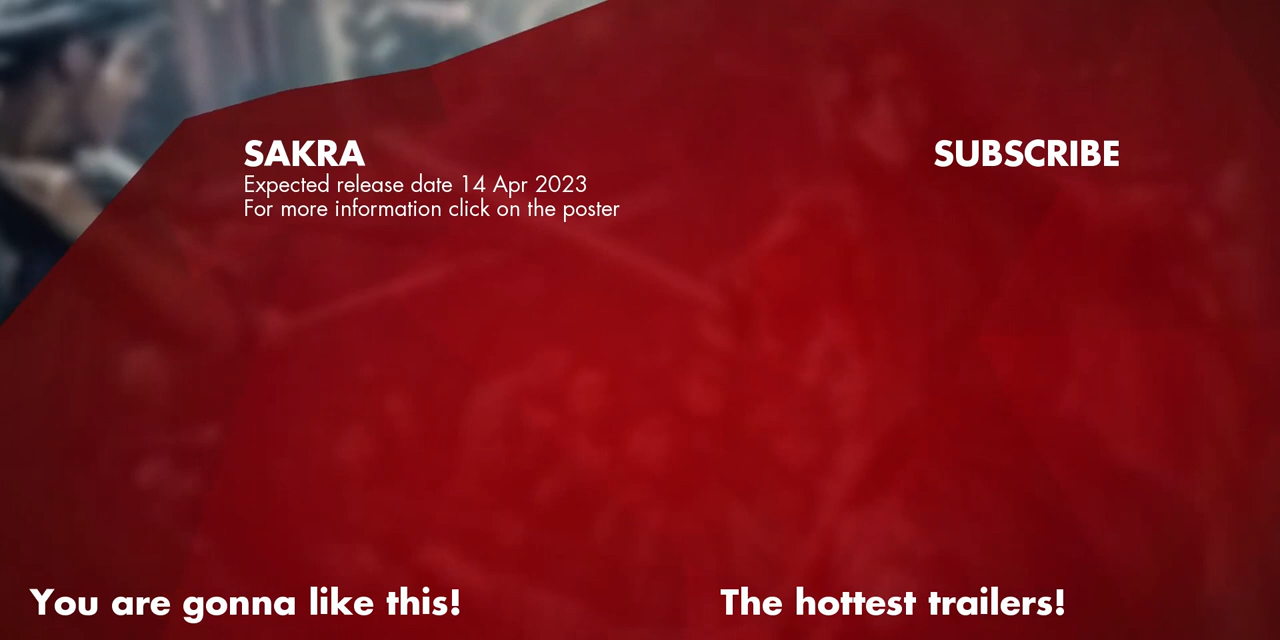 SAKRA
Expected release date 14 Apr 2023
For more information click on the poster
SUBSCRIBE
You are gonna like this!
The hottest trailers!